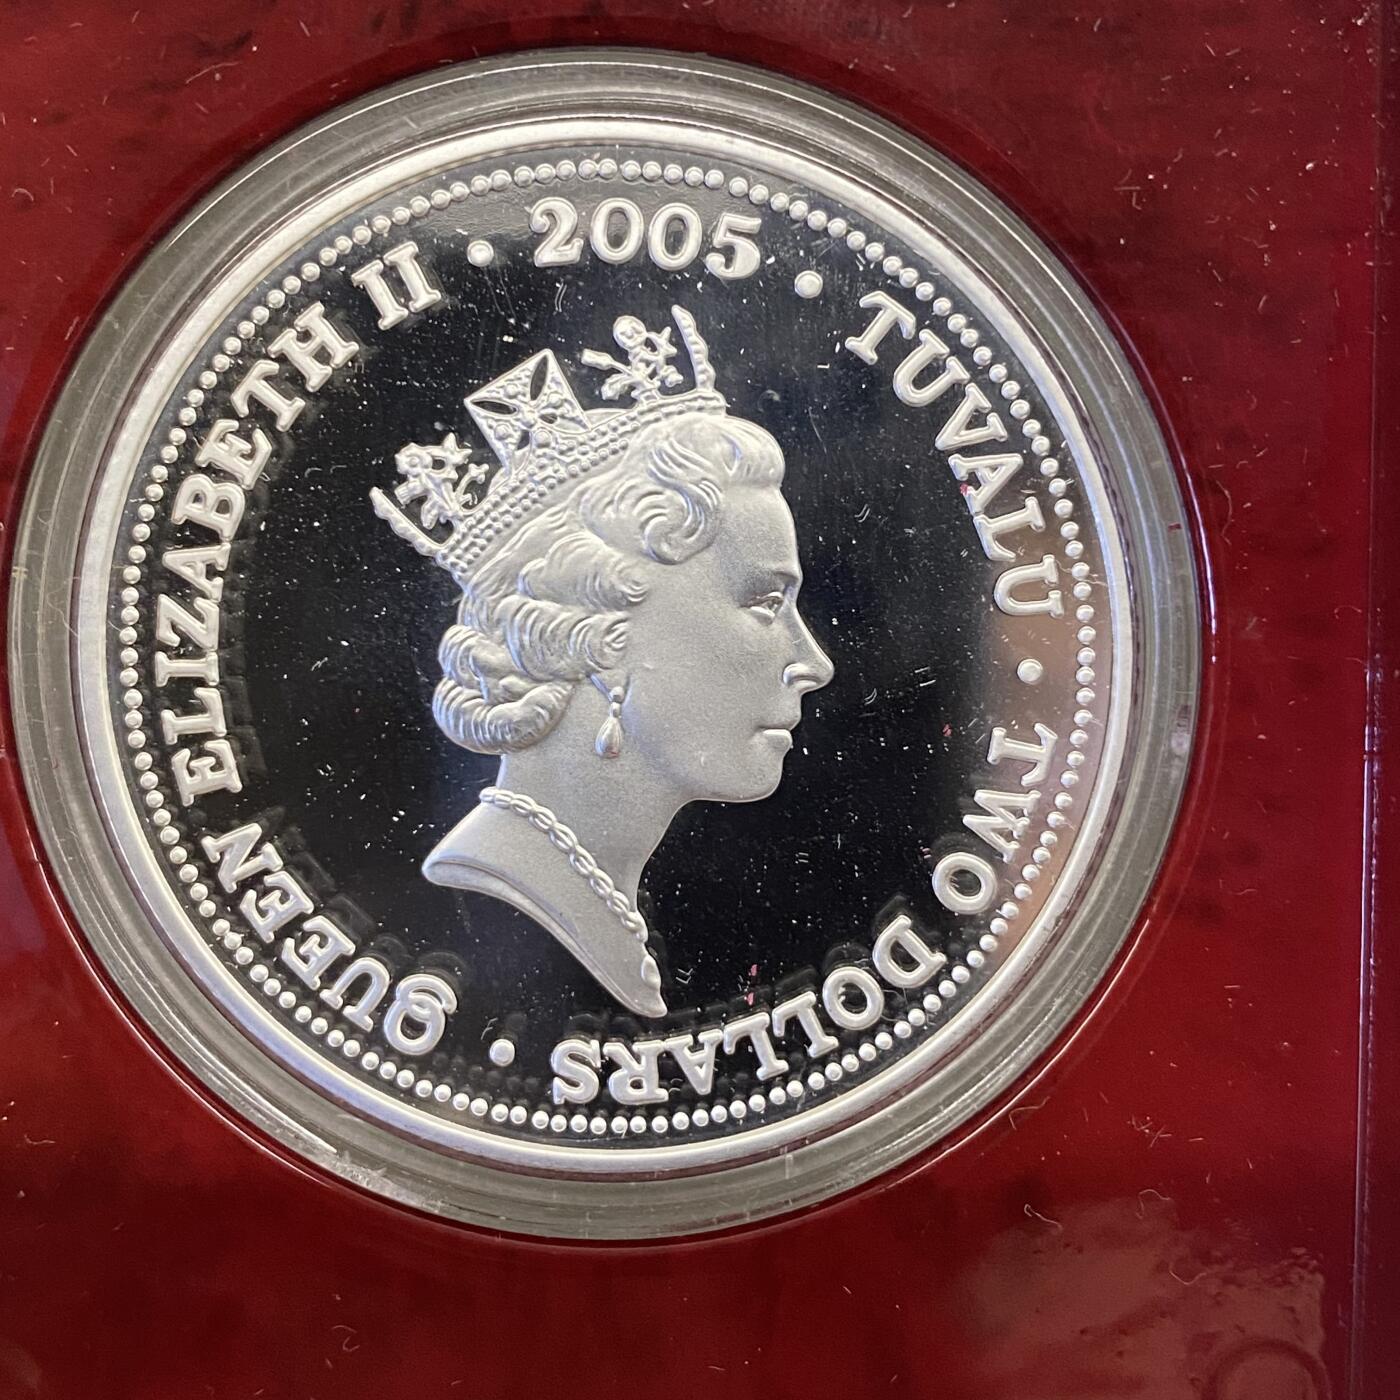 QUEEN ELIZABETH II • 2005 • TUVALU • TWO DOLLARS •